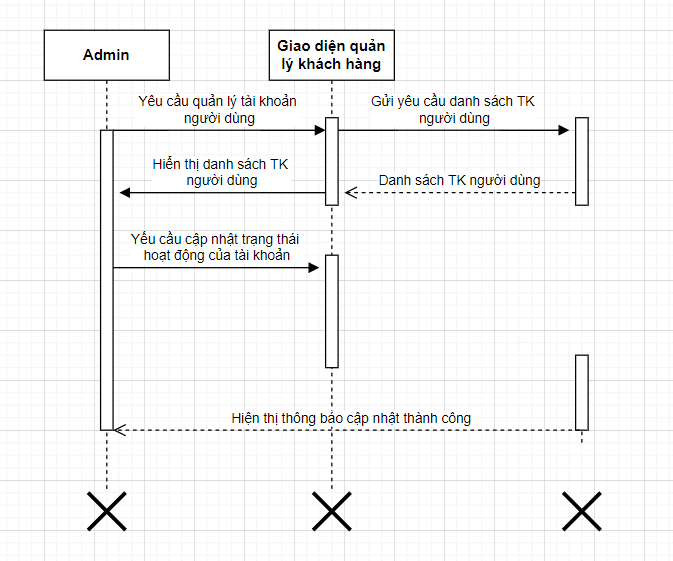 Admin
Giao diện quản
lý khách hàng
Yêu cầu quản lý tài khoản
người dùng
Gửi yêu cầu danh sách TK
người dùng
Hiển thị danh sách TK
người dùng
Danh sách TK người dùng
Yếu cầu cập nhật trạng thái
hoạt động của tài khoản
Hiện thị thông báo cập nhật thành công